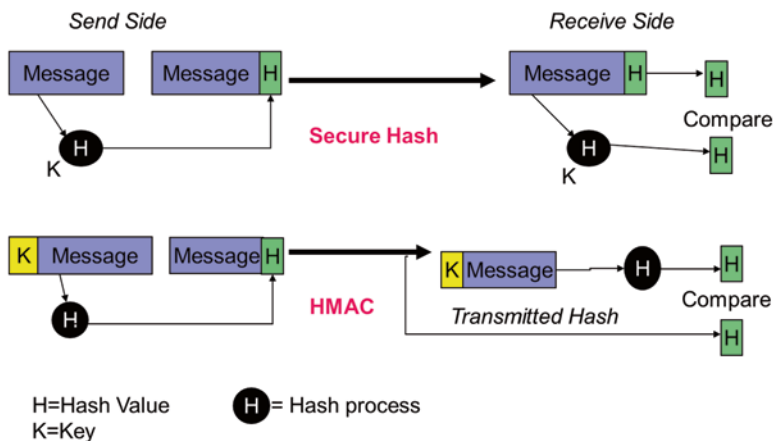 Send Side
Receive Side
Message
Message H
Message H
H
H
K
Secure Hash
Compare
H
K
H
K Message
Message H
K Message
H
H
H
HMAC
Transmitted Hash
Compare
H
H=Hash Value
H = Hash process
K=Key